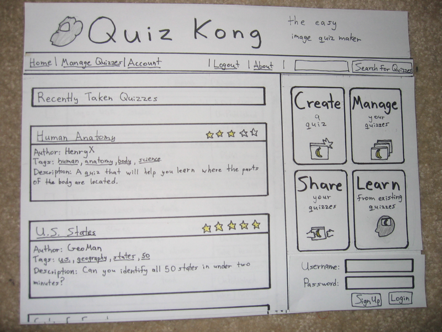 Quiz Kong
the easy
image quiz maker
Home | Manage Quizzes | Account | Logout | About | Search for Quizzes
Recently Taken Quizzes
Human Anatomy
Author: HenryX
Tags: human, anatomy, body, science
Description: A quiz that will help you learn where the parts
of the body are located.
U.S. States
Author: GeoMan
Tags: u.s., geography, states, 50
Description: Can you identify all 50 states in under two
minutes?
Create
a
quiz
Manage
your
quizzes
Share
your
quizzes
Learn
from existing
quizzes
Username:
Password:
Sign Up
Login